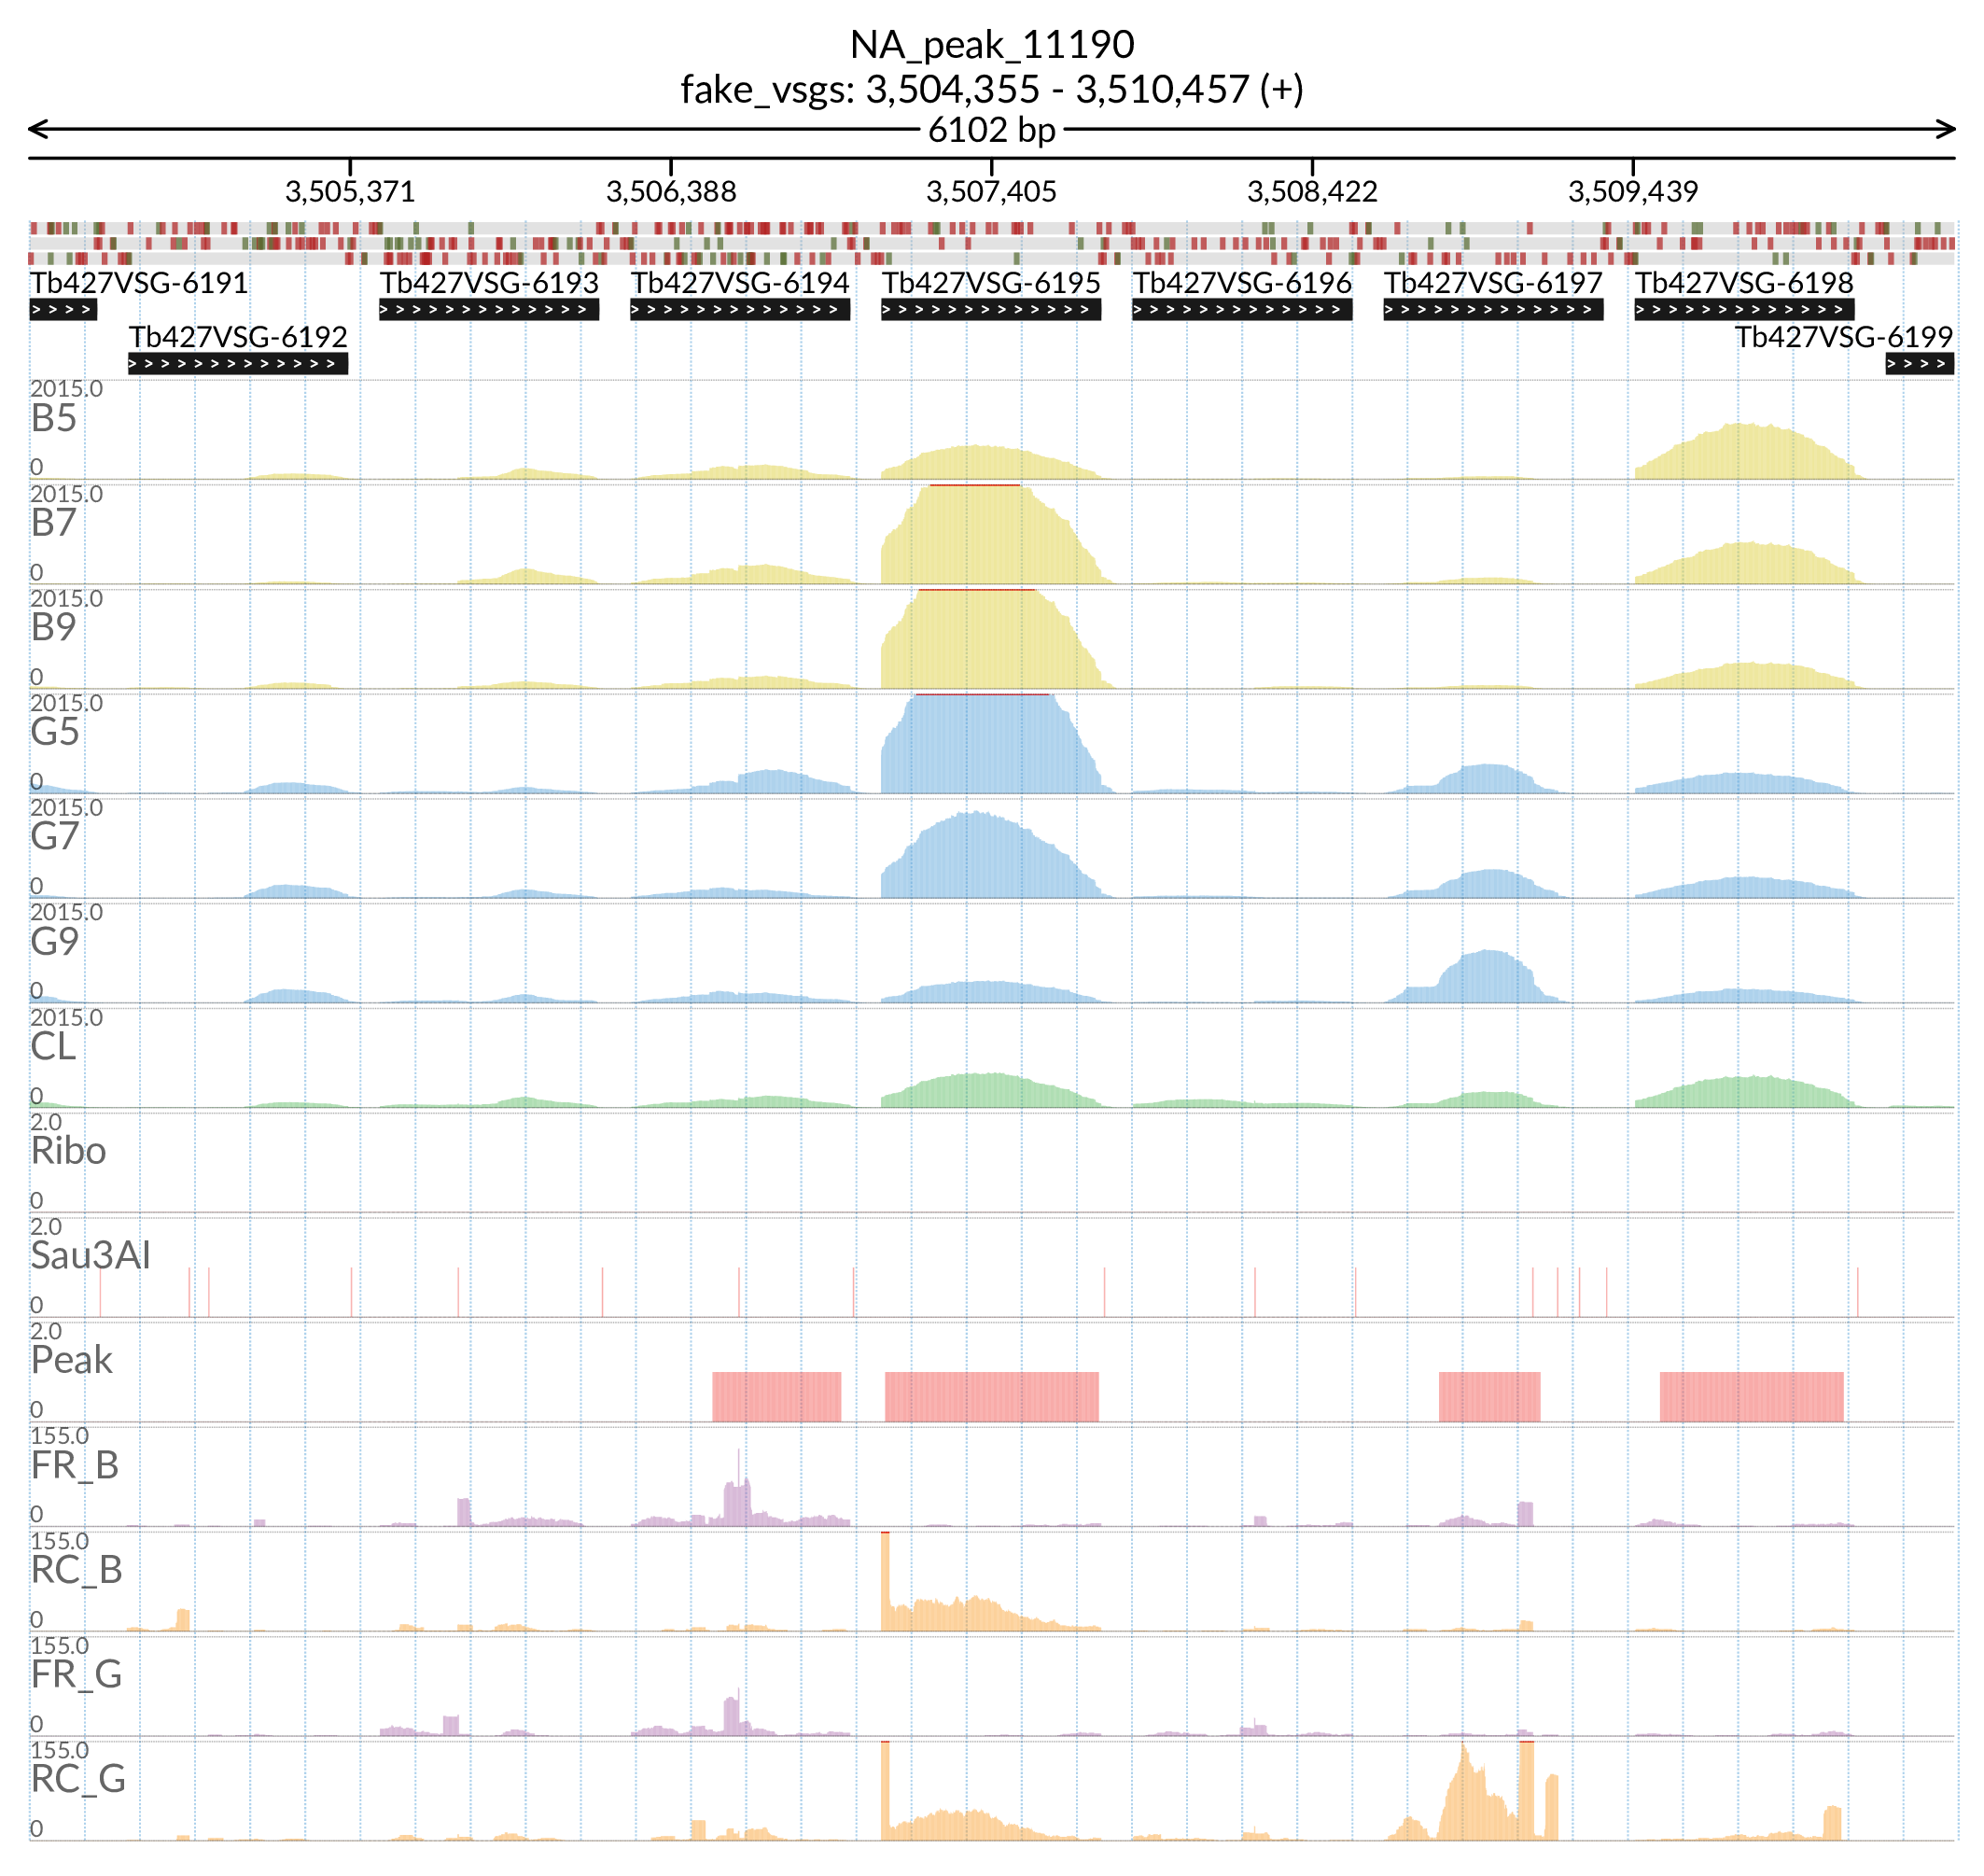 NA_peak_11190
fake_vsgs: 3,504,355 - 3,510,457 (+)
6102 bp
3,505,371 3,506,388 3,507,405 3,508,422 3,509,439
Tb427VSG-6191 Tb427VSG-6193 Tb427VSG-6194 Tb427VSG-6195 Tb427VSG-6196 Tb427VSG-6197 Tb427VSG-6198
Tb427VSG-6192 Tb427VSG-6199
2015.0
B5
0
2015.0
B7
0
2015.0
B9
0
2015.0
G5
0
2015.0
G7
0
2015.0
G9
0
2015.0
CL
0
2.0
Ribo
0
2.0
Sau3AI
0
2.0
Peak
0
155.0
FR_B
0
155.0
RC_B
0
155.0
FR_G
0
155.0
RC_G
0